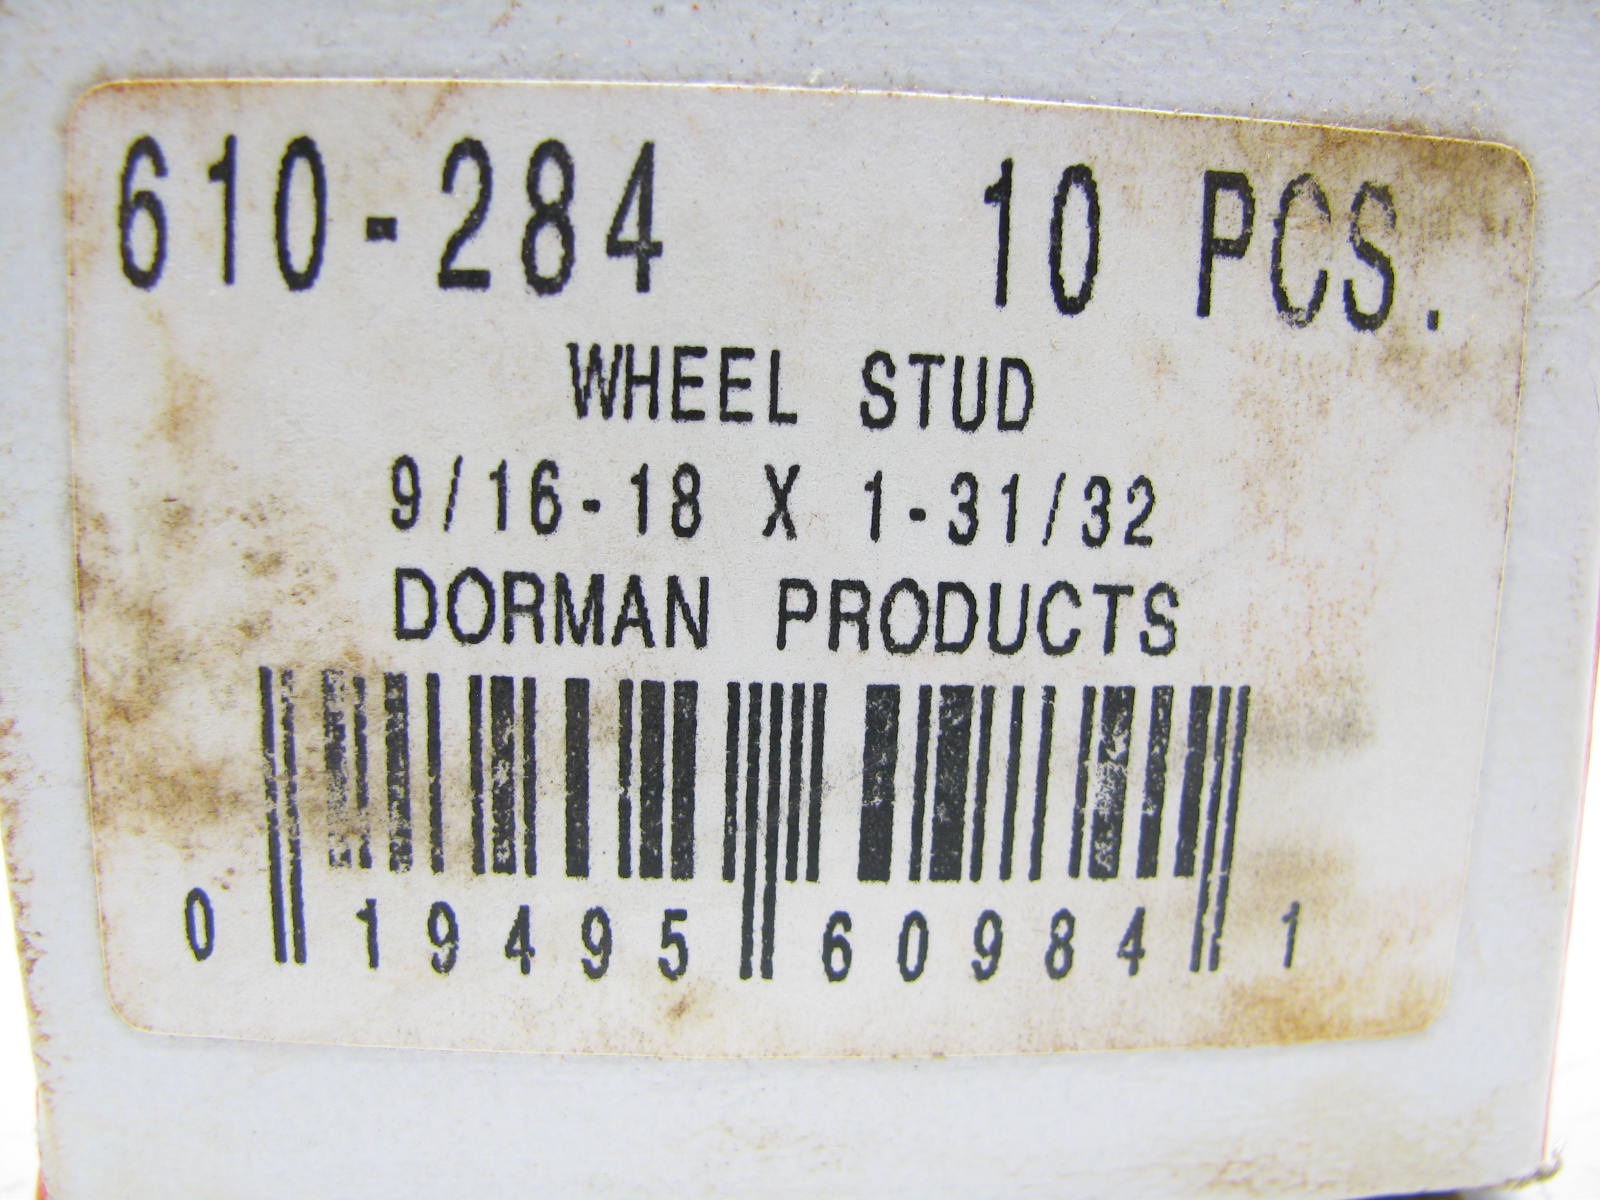 610-284 10 PCS.
WHEEL STUD
9/16-18 X 1-31/32
DORMAN PRODUCTS
0 19495 60984 1